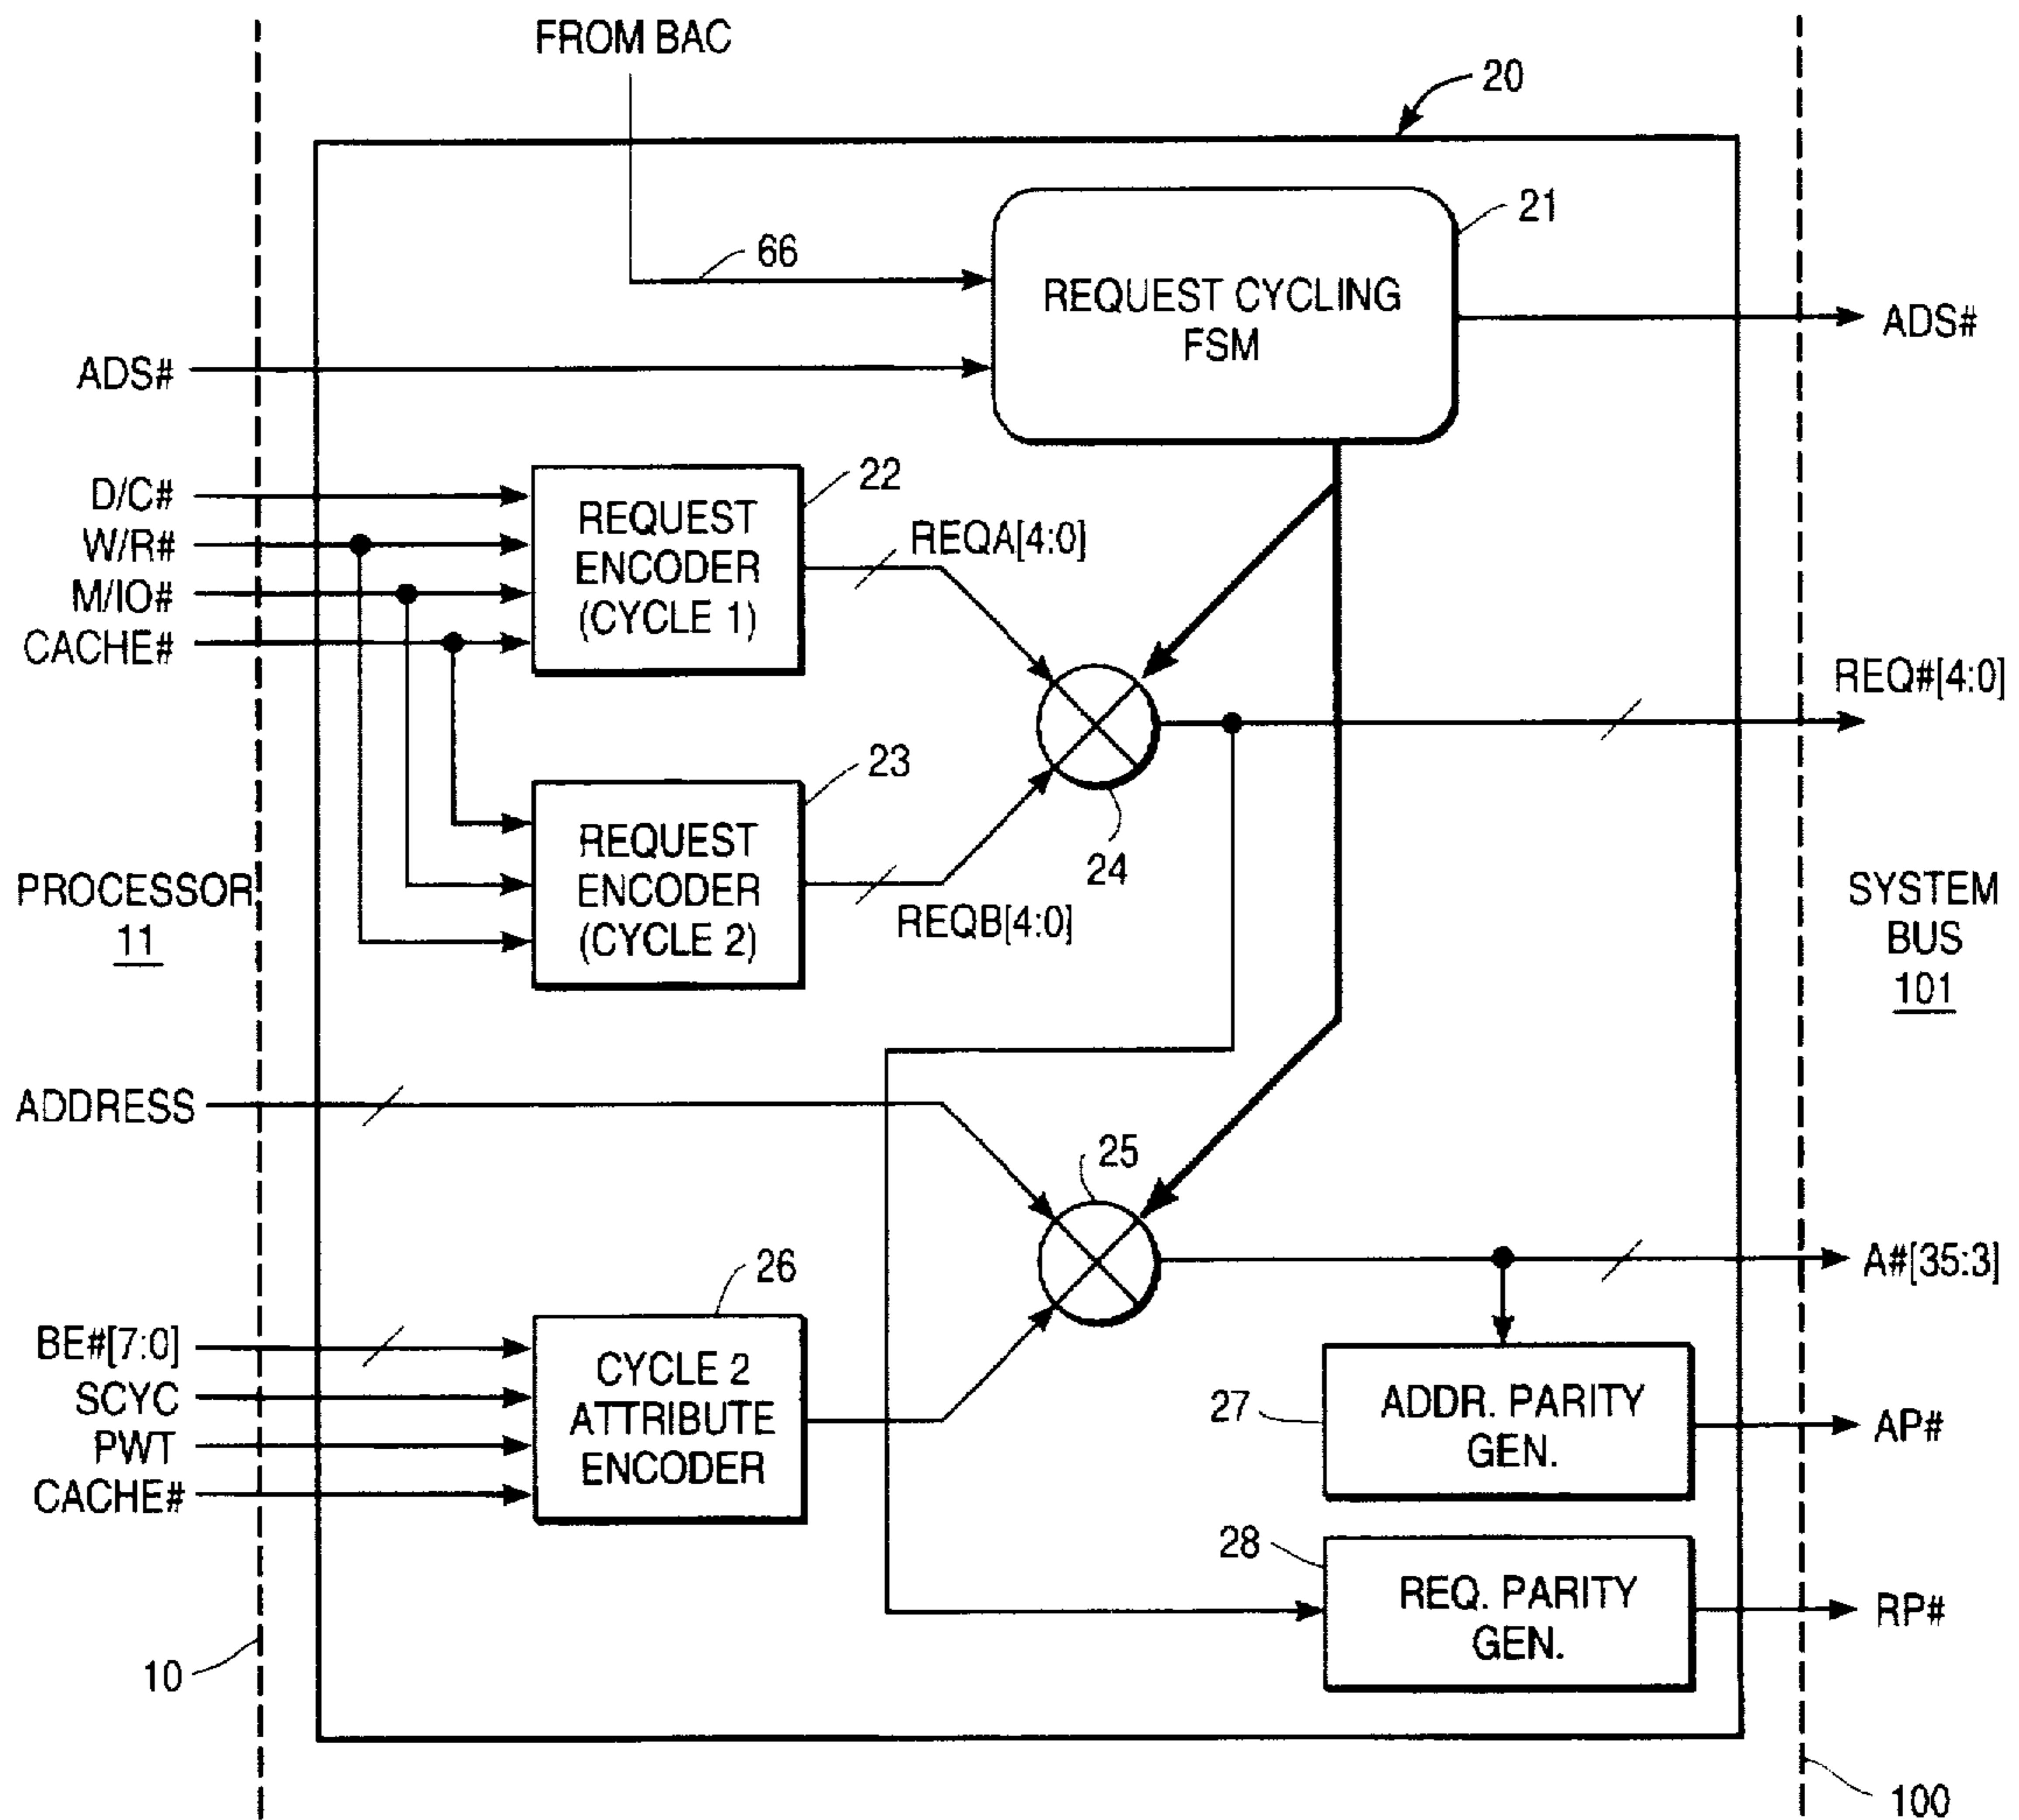 FROM BAC
20
21
66
REQUEST CYCLING
FSM
ADS#
ADS#
D/C#
W/R#
M/IO#
CACHE#
22
REQUEST
ENCODER
(CYCLE 1)
REQA[4:0]
REQ#[4:0]
23
REQUEST
ENCODER
(CYCLE 2)
REQB[4:0]
24
PROCESSOR
11
SYSTEM
BUS
101
ADDRESS
25
A#[35:3]
26
BE#[7:0]
SCYC
PWT
CACHE#
CYCLE 2
ATTRIBUTE
ENCODER
27
ADDR. PARITY
GEN.
AP#
28
REQ. PARITY
GEN.
RP#
10
100